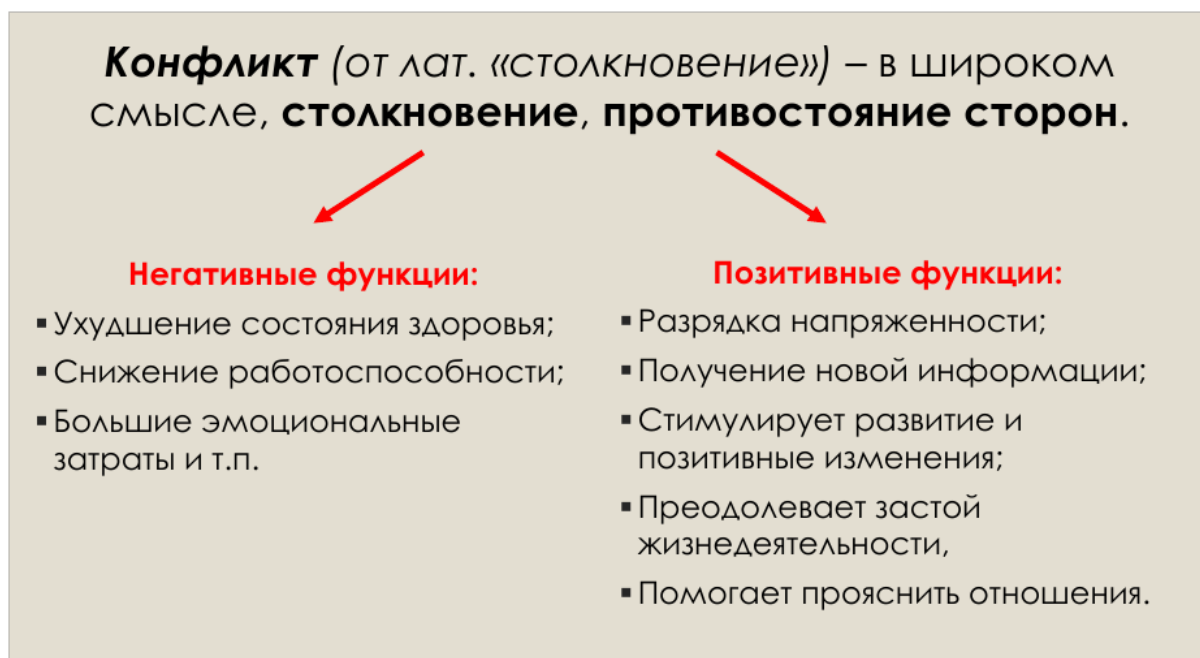 Конфликт (от лат. «столкновение») – в широком
смысле, столкновение, противостояние сторон.
Негативные функции:
▪Ухудшение состояния здоровья;
▪Снижение работоспособности;
▪Большие эмоциональные
затраты и т.п.
Позитивные функции:
▪Разрядка напряженности;
▪Получение новой информации;
▪Стимулирует развитие и
позитивные изменения;
▪Преодолевает застой
жизнедеятельности,
▪Помогает прояснить отношения.